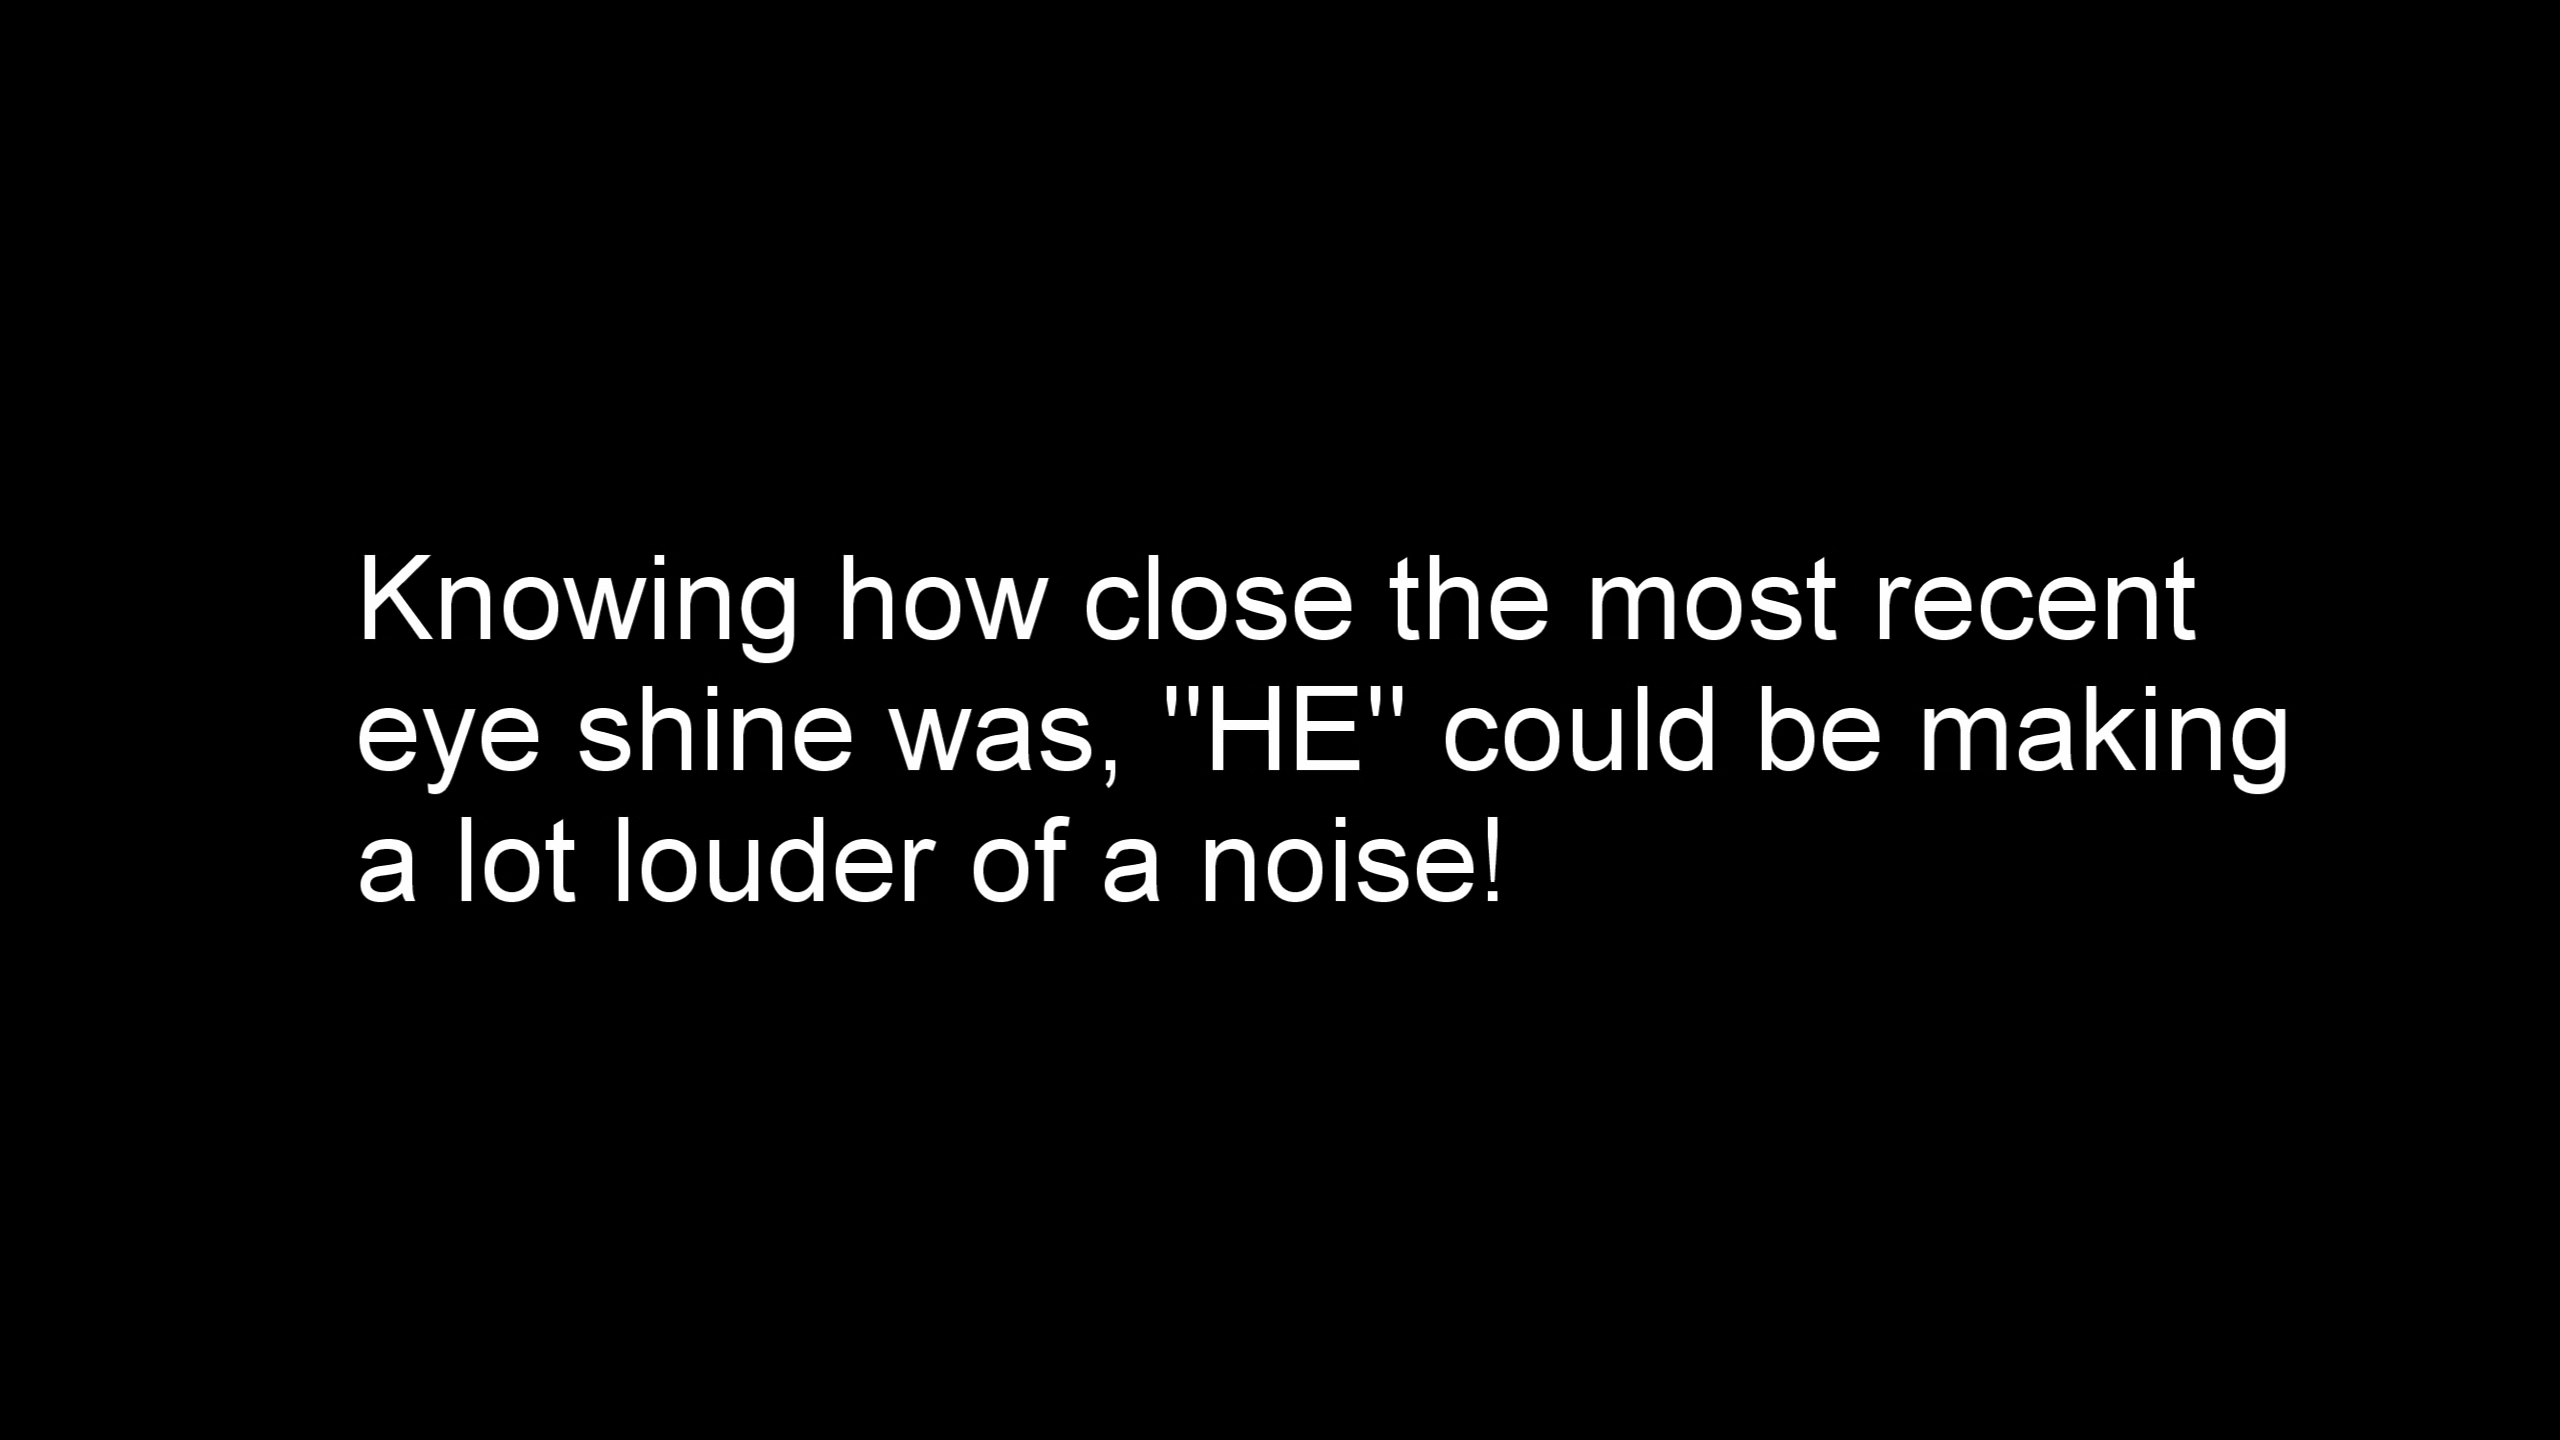 Knowing how close the most recent
eye shine was, "HE" could be making
a lot louder of a noise!